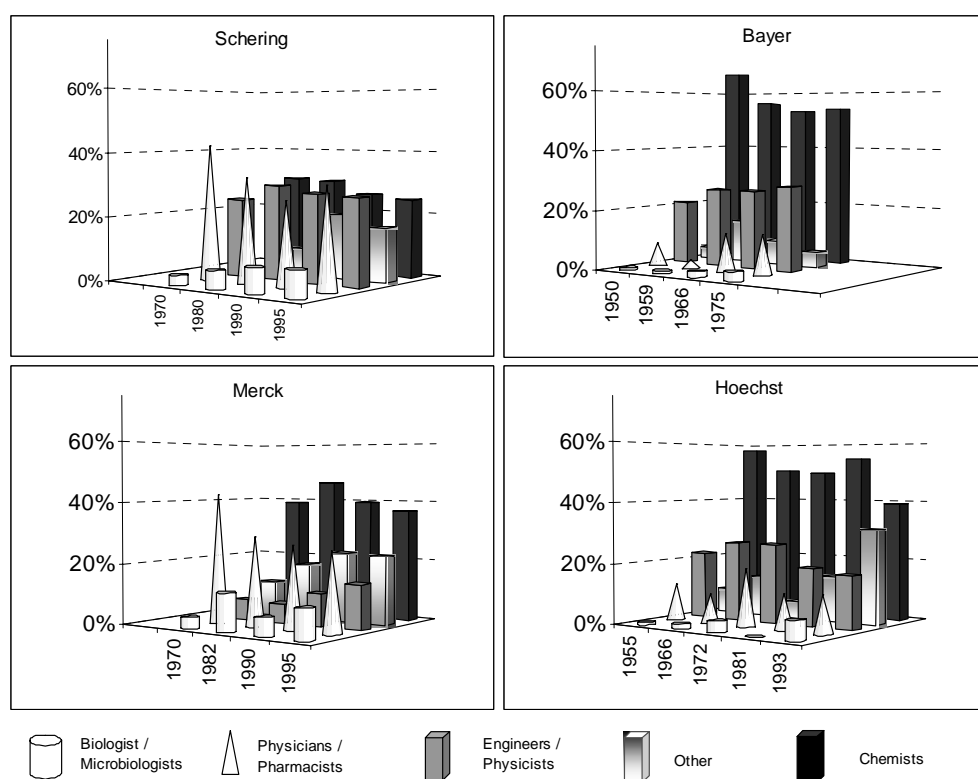 Schering
60%
40%
20%
0%
1970
1980
1990
1995
Bayer
60%
40%
20%
0%
1950
1959
1966
1975
Merck
60%
40%
20%
0%
1970
1982
1990
1995
Hoechst
60%
40%
20%
0%
1955
1966
1972
1981
1993
Biologist /
Microbiologists
Physicians /
Pharmacists
Engineers /
Physicists
Other
Chemists